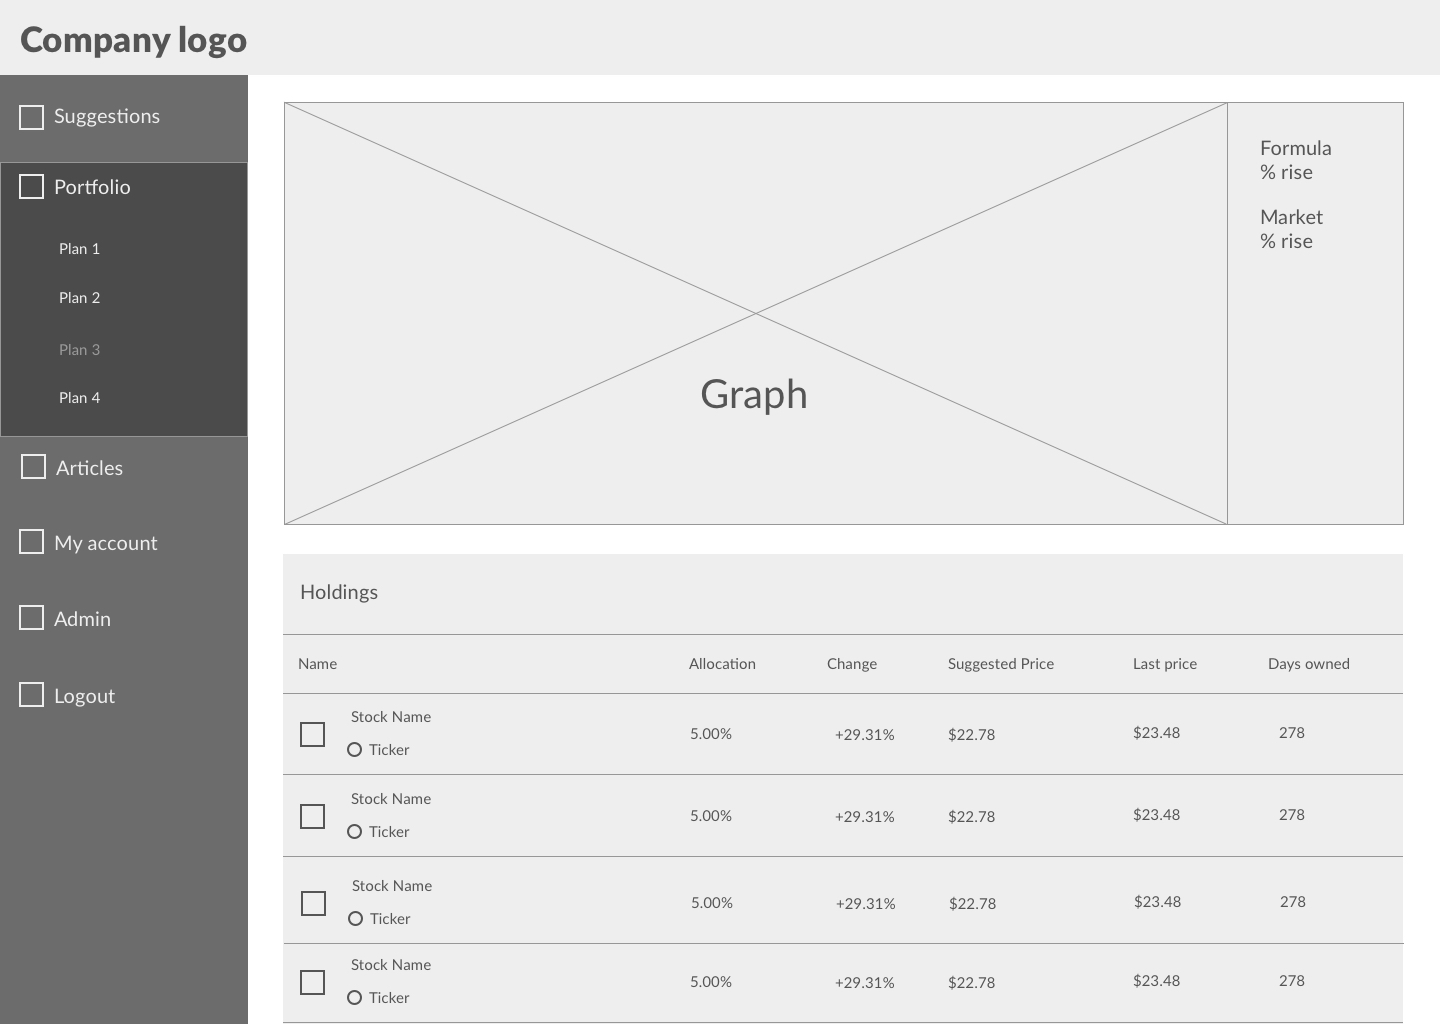 Company logo
Suggestions
Portfolio
Plan 1
Plan 2
Plan 3
Plan 4
Articles
My account
Admin
Logout
Formula
% rise
Market
% rise
Graph
Holdings
Name Allocation Change Suggested Price Last price Days owned
Stock Name
Ticker 5.00% +29.31% $22.78 $23.48 278
Stock Name
Ticker 5.00% +29.31% $22.78 $23.48 278
Stock Name
Ticker 5.00% +29.31% $22.78 $23.48 278
Stock Name
Ticker 5.00% +29.31% $22.78 $23.48 278